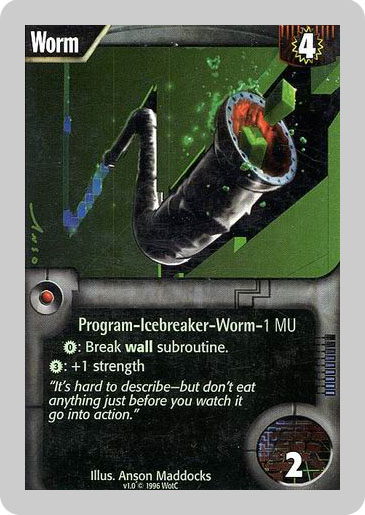 Worm
4
ANSO
Program-Icebreaker-Worm-1 MU
0: Break wall subroutine.
3: +1 strength
“It’s hard to describe—but don’t eat
anything just before you watch it
go into action.”
2
Illus. Anson Maddocks
v1.0 © 1996 WotC